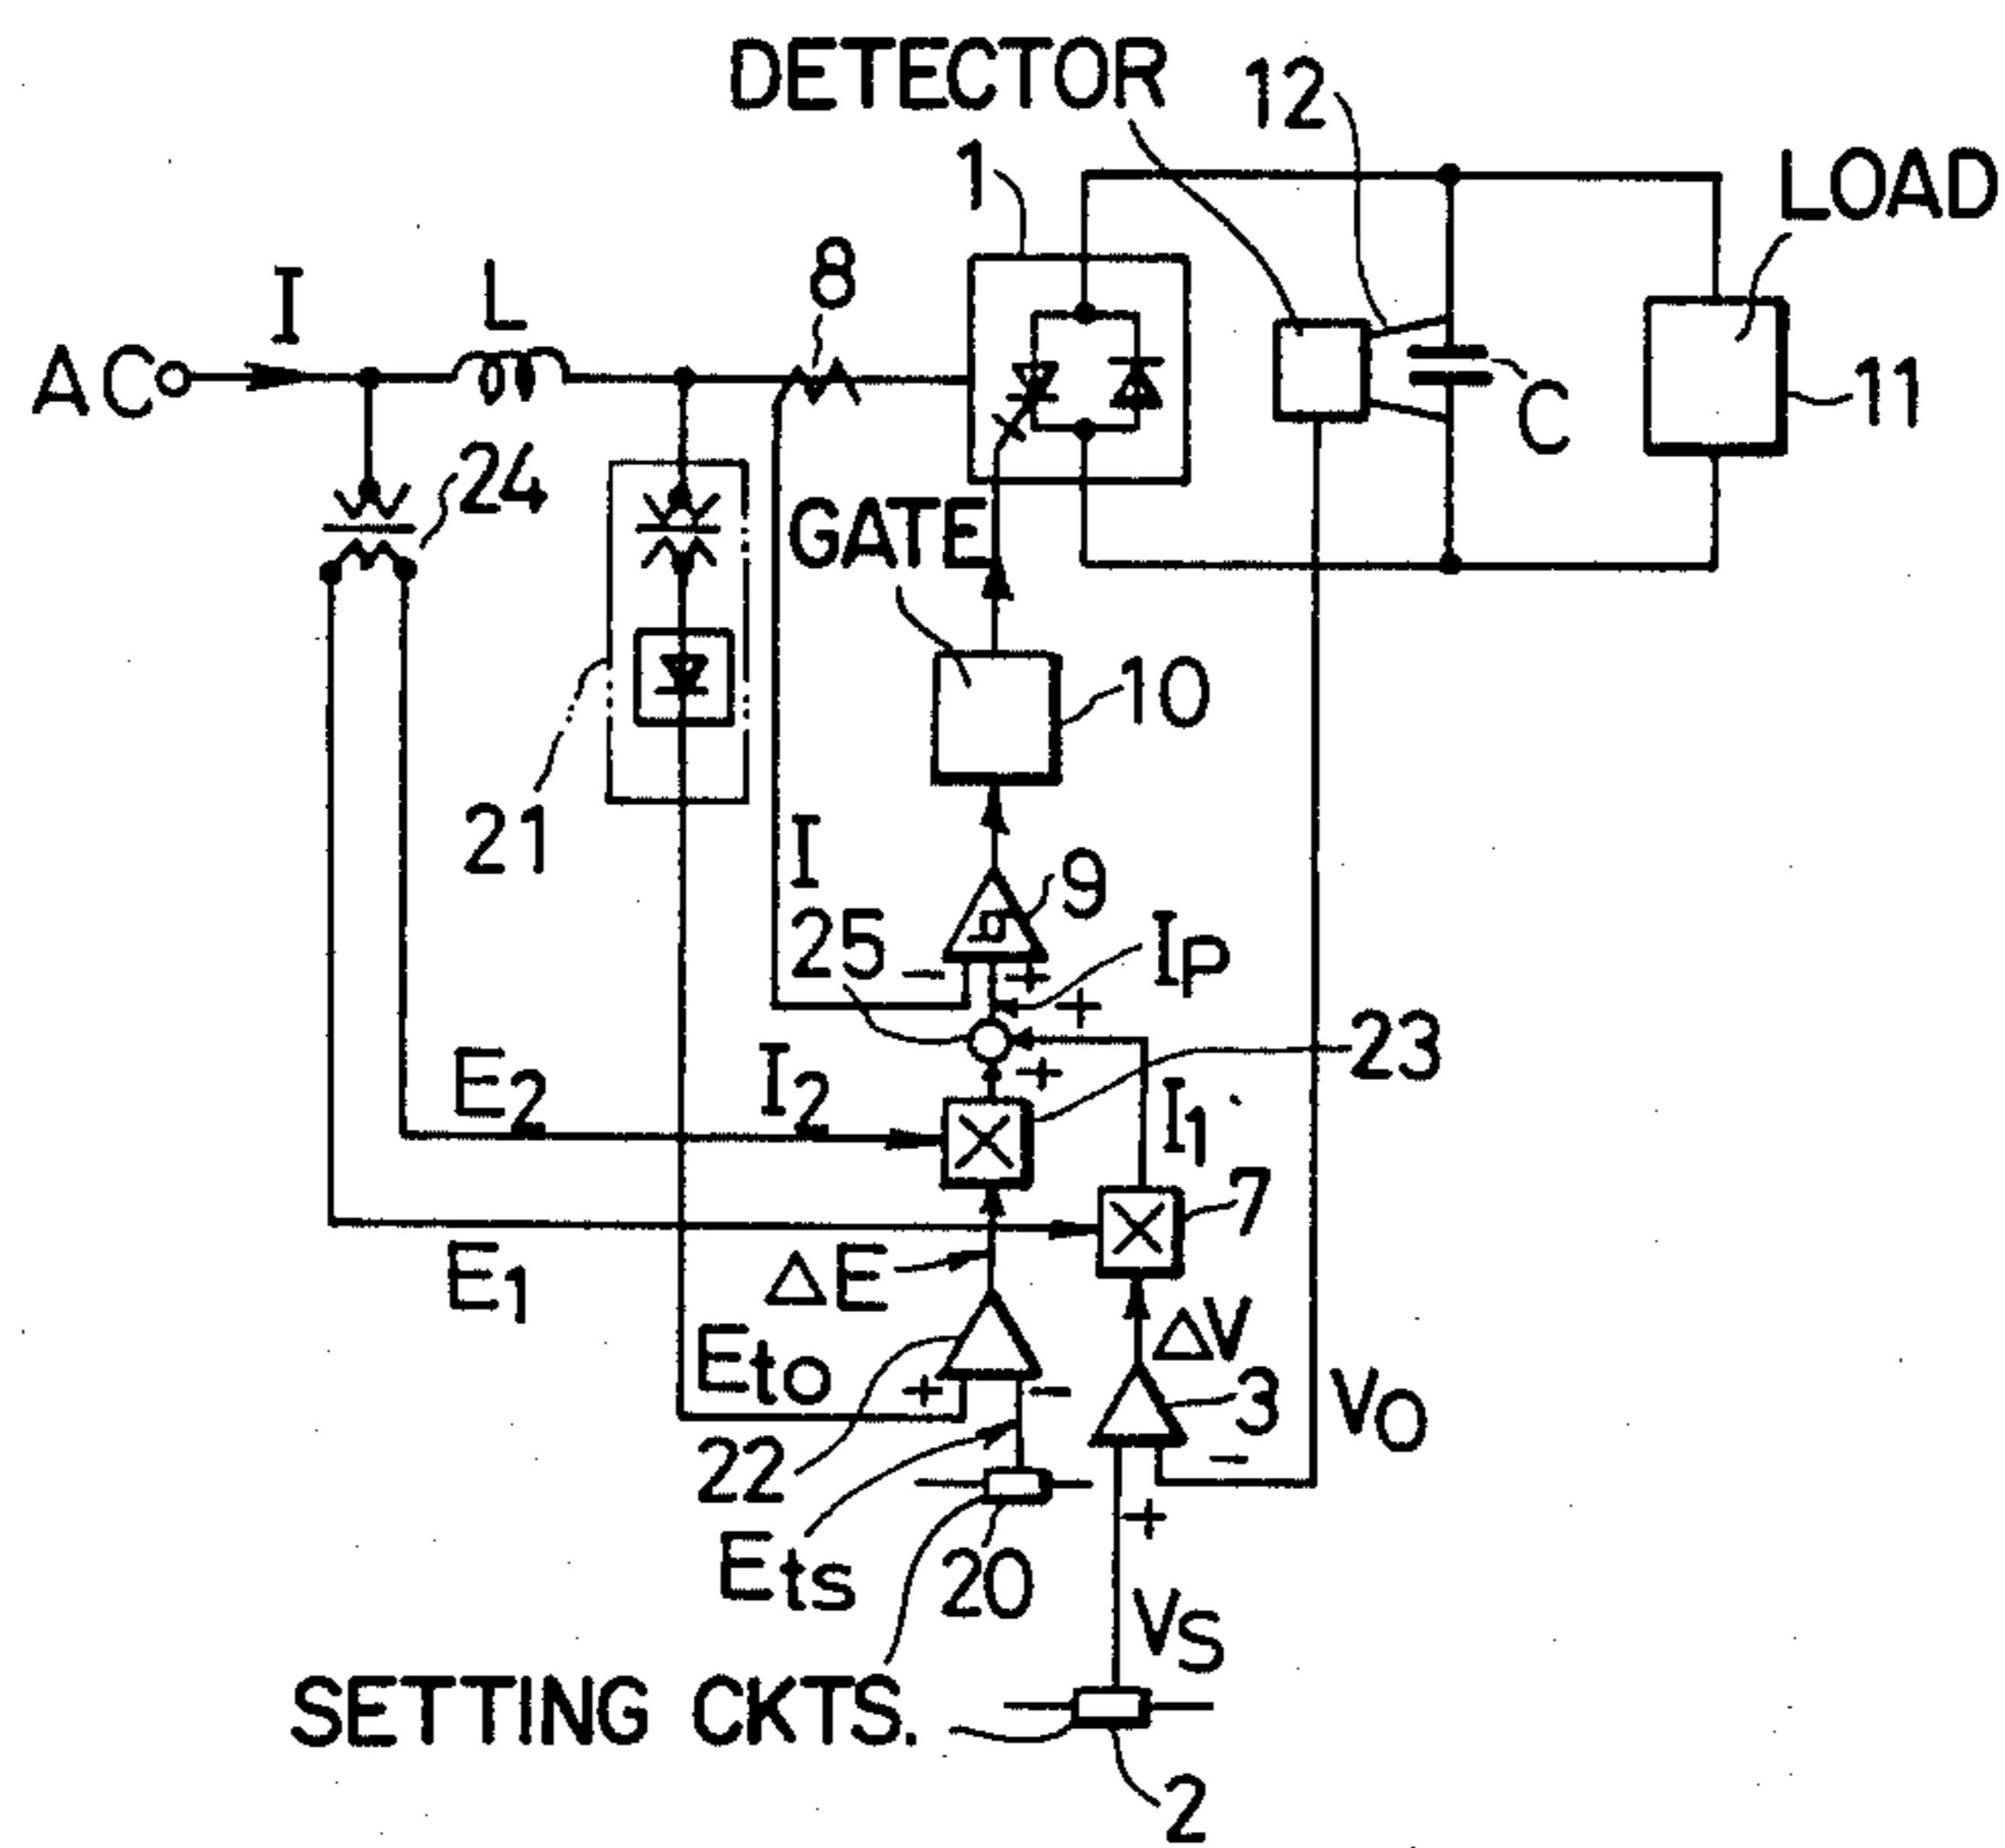 DETECTOR
12
1
LOAD
I
L
8
AC
C
11
24
GATE
10
21
I
9
25
-
+
IP
+
23
E2
I2
+
I1
7
E1
ΔE
ΔV
Eto
+
-
3
VO
22
-
Ets
20
+
VS
SETTING CKTS.
2